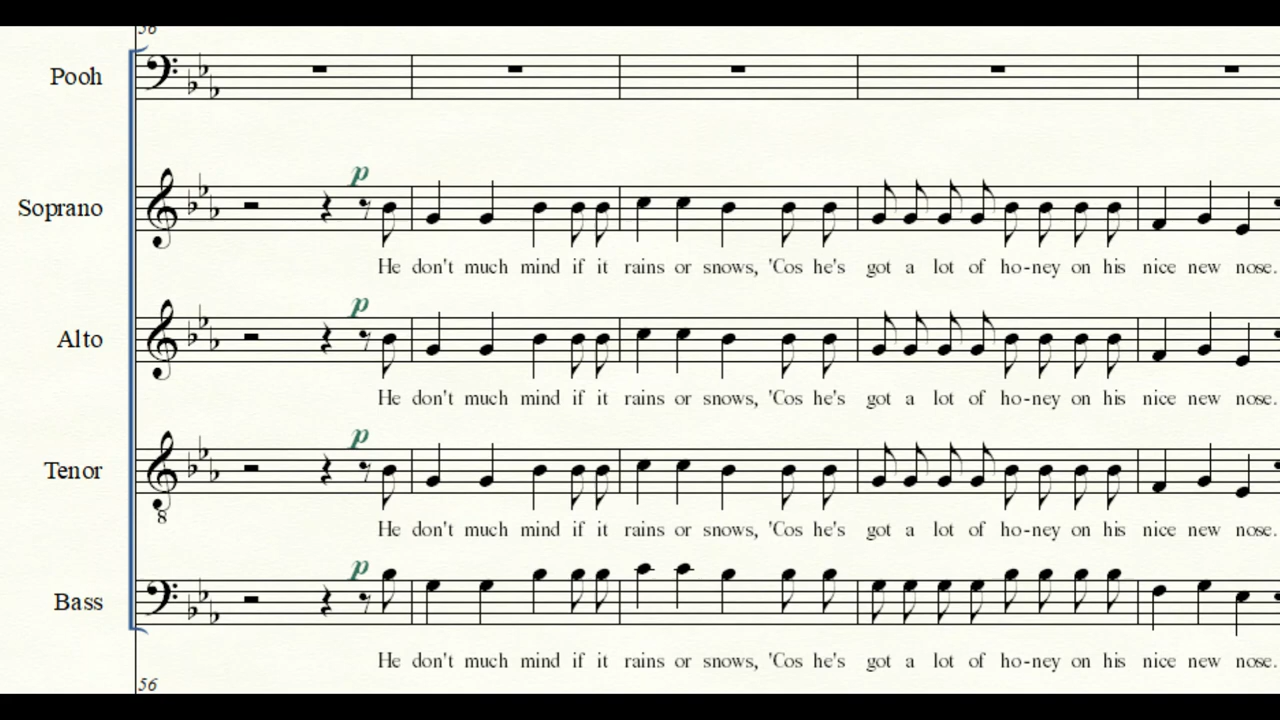 56
Pooh
p
Soprano
He don't much mind if it rains or snows, 'Cos he's got a lot of ho-ney on his nice new nose.
p
Alto
He don't much mind if it rains or snows, 'Cos he's got a lot of ho-ney on his nice new nose.
p
Tenor
8
He don't much mind if it rains or snows, 'Cos he's got a lot of ho-ney on his nice new nose.
p
Bass
He don't much mind if it rains or snows, 'Cos he's got a lot of ho-ney on his nice new nose.
56